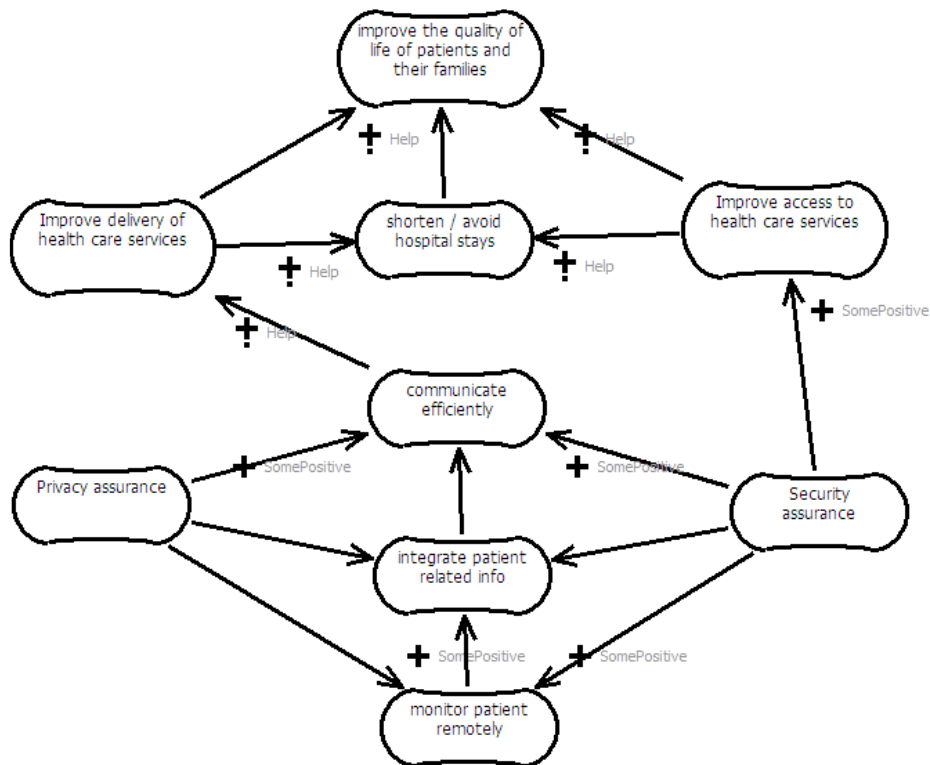 improve the quality of
life of patients and
their families
Help
Help
Improve delivery of
health care services
shorten / avoid
hospital stays
Improve access to
health care services
Help
Help
SomePositive
Help
communicate
efficiently
SomePositive
SomePositive
Privacy assurance
Security
assurance
integrate patient
related info
SomePositive
SomePositive
monitor patient
remotely